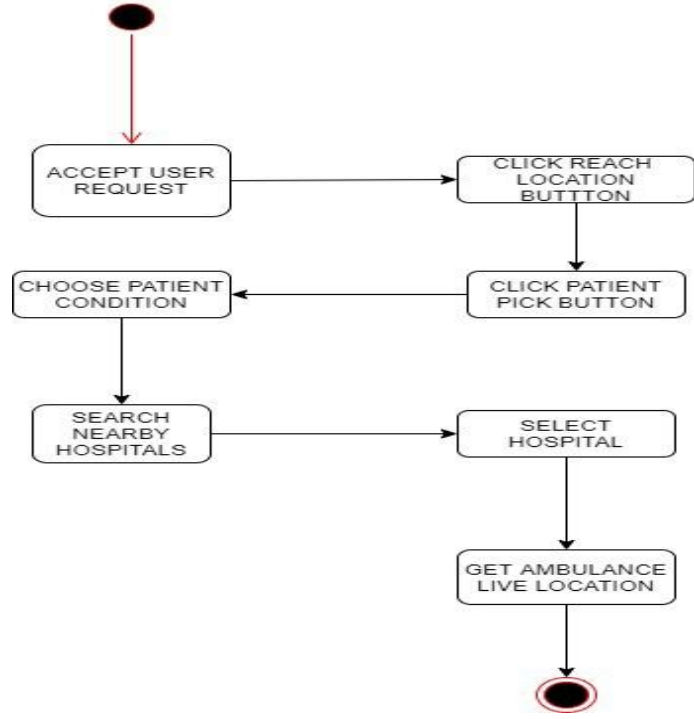 ACCEPT USER
REQUEST
CLICK REACH
LOCATION
BUTTTON
CLICK PATIENT
PICK BUTTON
CHOOSE PATIENT
CONDITION
SEARCH
NEARBY
HOSPITALS
SELECT
HOSPITAL
GET AMBULANCE
LIVE LOCATION